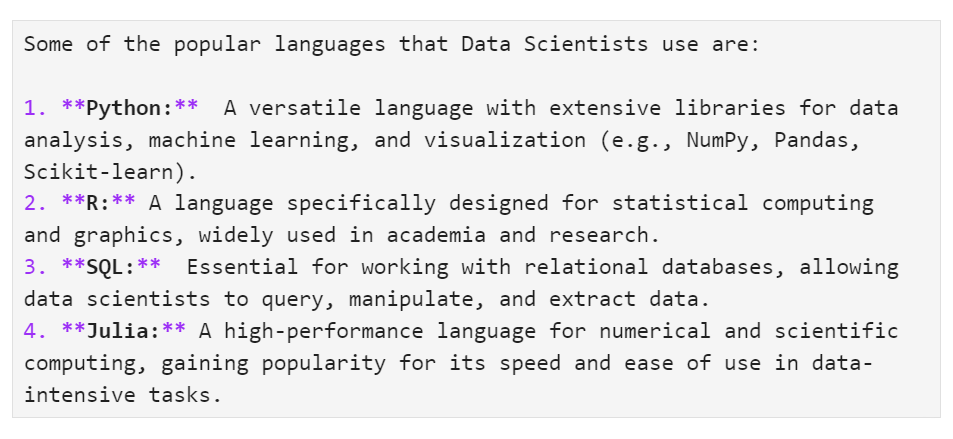 Some of the popular languages that Data Scientists use are:
1. **Python:**  A versatile language with extensive libraries for data
analysis, machine learning, and visualization (e.g., NumPy, Pandas,
Scikit-learn).
2. **R:** A language specifically designed for statistical computing
and graphics, widely used in academia and research.
3. **SQL:**  Essential for working with relational databases, allowing
data scientists to query, manipulate, and extract data.
4. **Julia:** A high-performance language for numerical and scientific
computing, gaining popularity for its speed and ease of use in data-
intensive tasks.